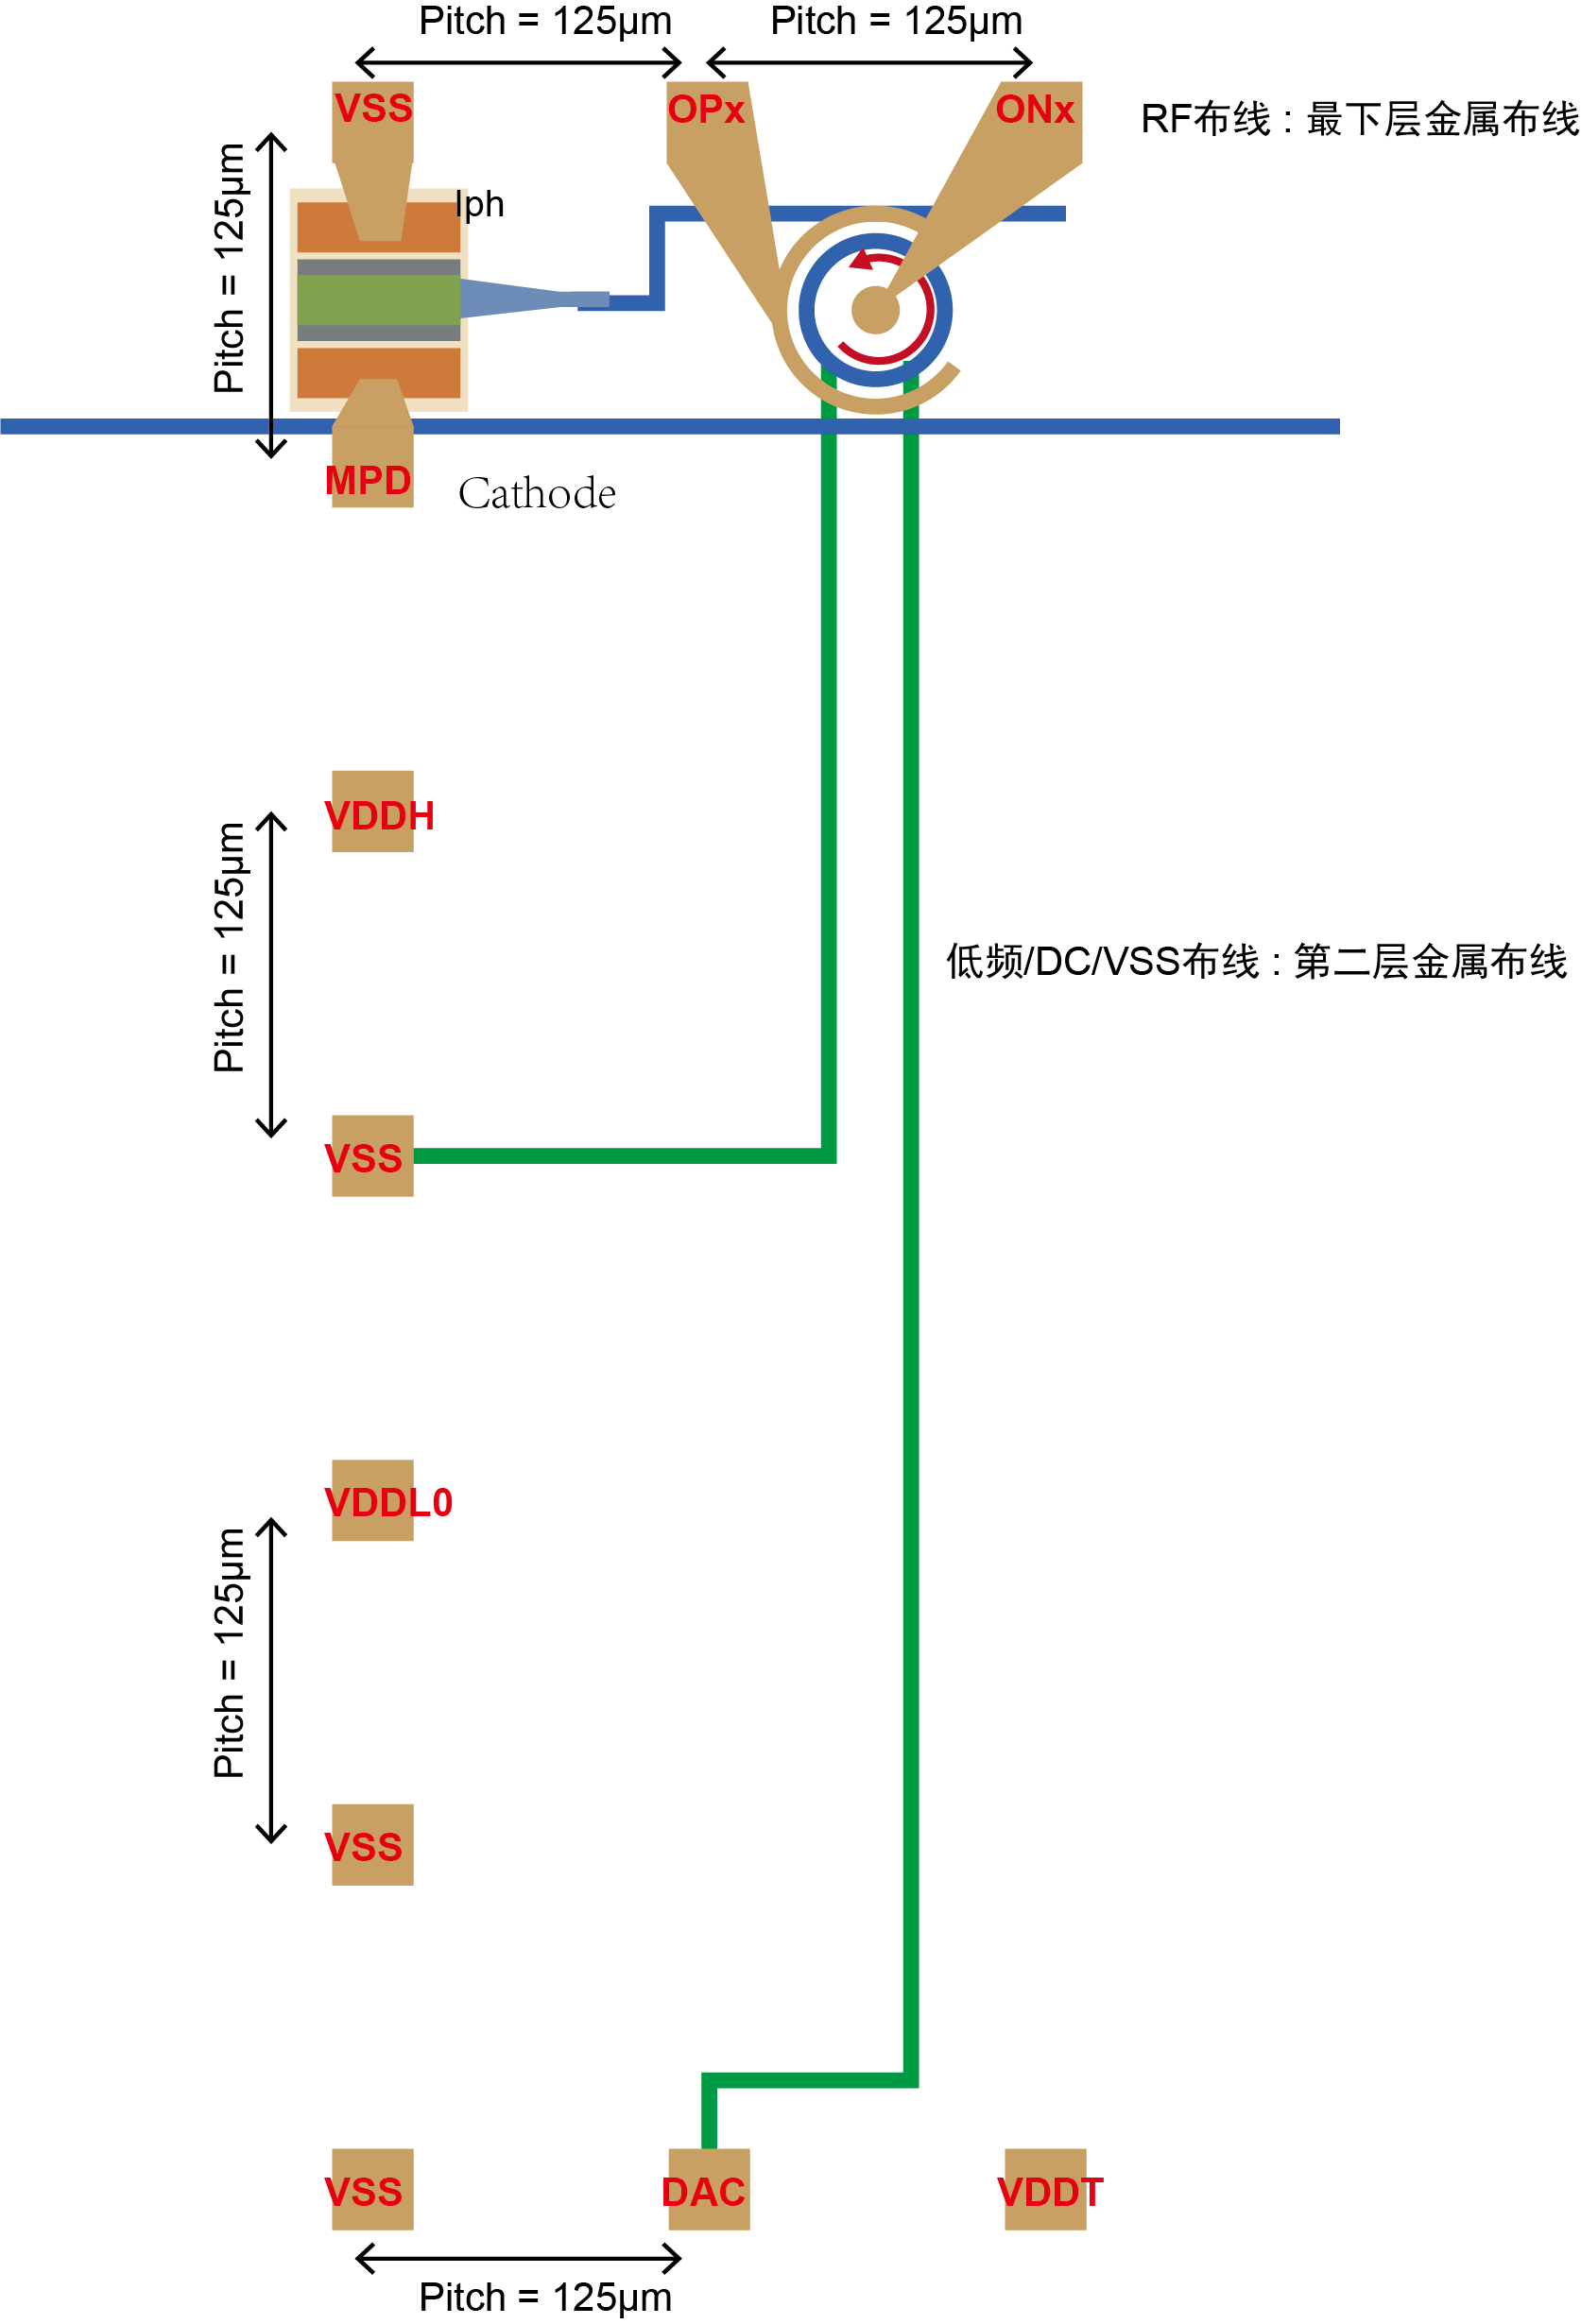 Pitch = 125μm
Pitch = 125μm
VSS
OPx
ONx
RF布线 : 最下层金属布线
Pitch = 125μm
Iph
MPD
Cathode
VDDH
Pitch = 125μm
低频/DC/VSS布线 : 第二层金属布线
VSS
VDDL0
Pitch = 125μm
VSS
VSS
DAC
VDDT
Pitch = 125μm